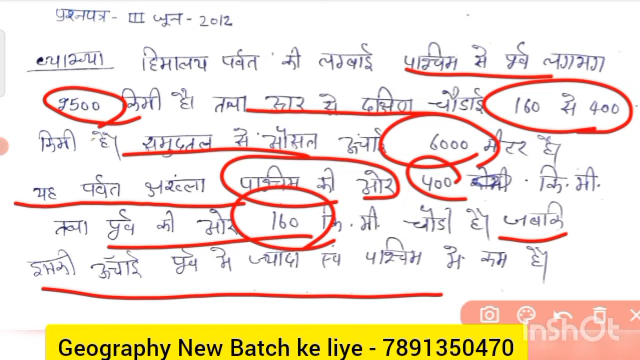 प्रश्नपत्र - III जून - 2012
व्याख्या हिमालय पर्वत की लम्बाई पश्चिम से पूर्व लगभग
2500 किमी है। तथा उत्तर से दक्षिण चौडाई 160 से 400
किमी है। समुद्रतल से औसत ऊंचाई 6000 मीटर है।
यह पर्वत श्रृंखला पश्चिम की ओर 400 कि.मी.
तथा पूर्व की ओर 160 कि.मी चौडी है। जबकि
इसकी ऊँचाई पूर्व में ज्यादा एवं पश्चिम में कम है।
InShOt
Geography New Batch ke liye - 7891350470